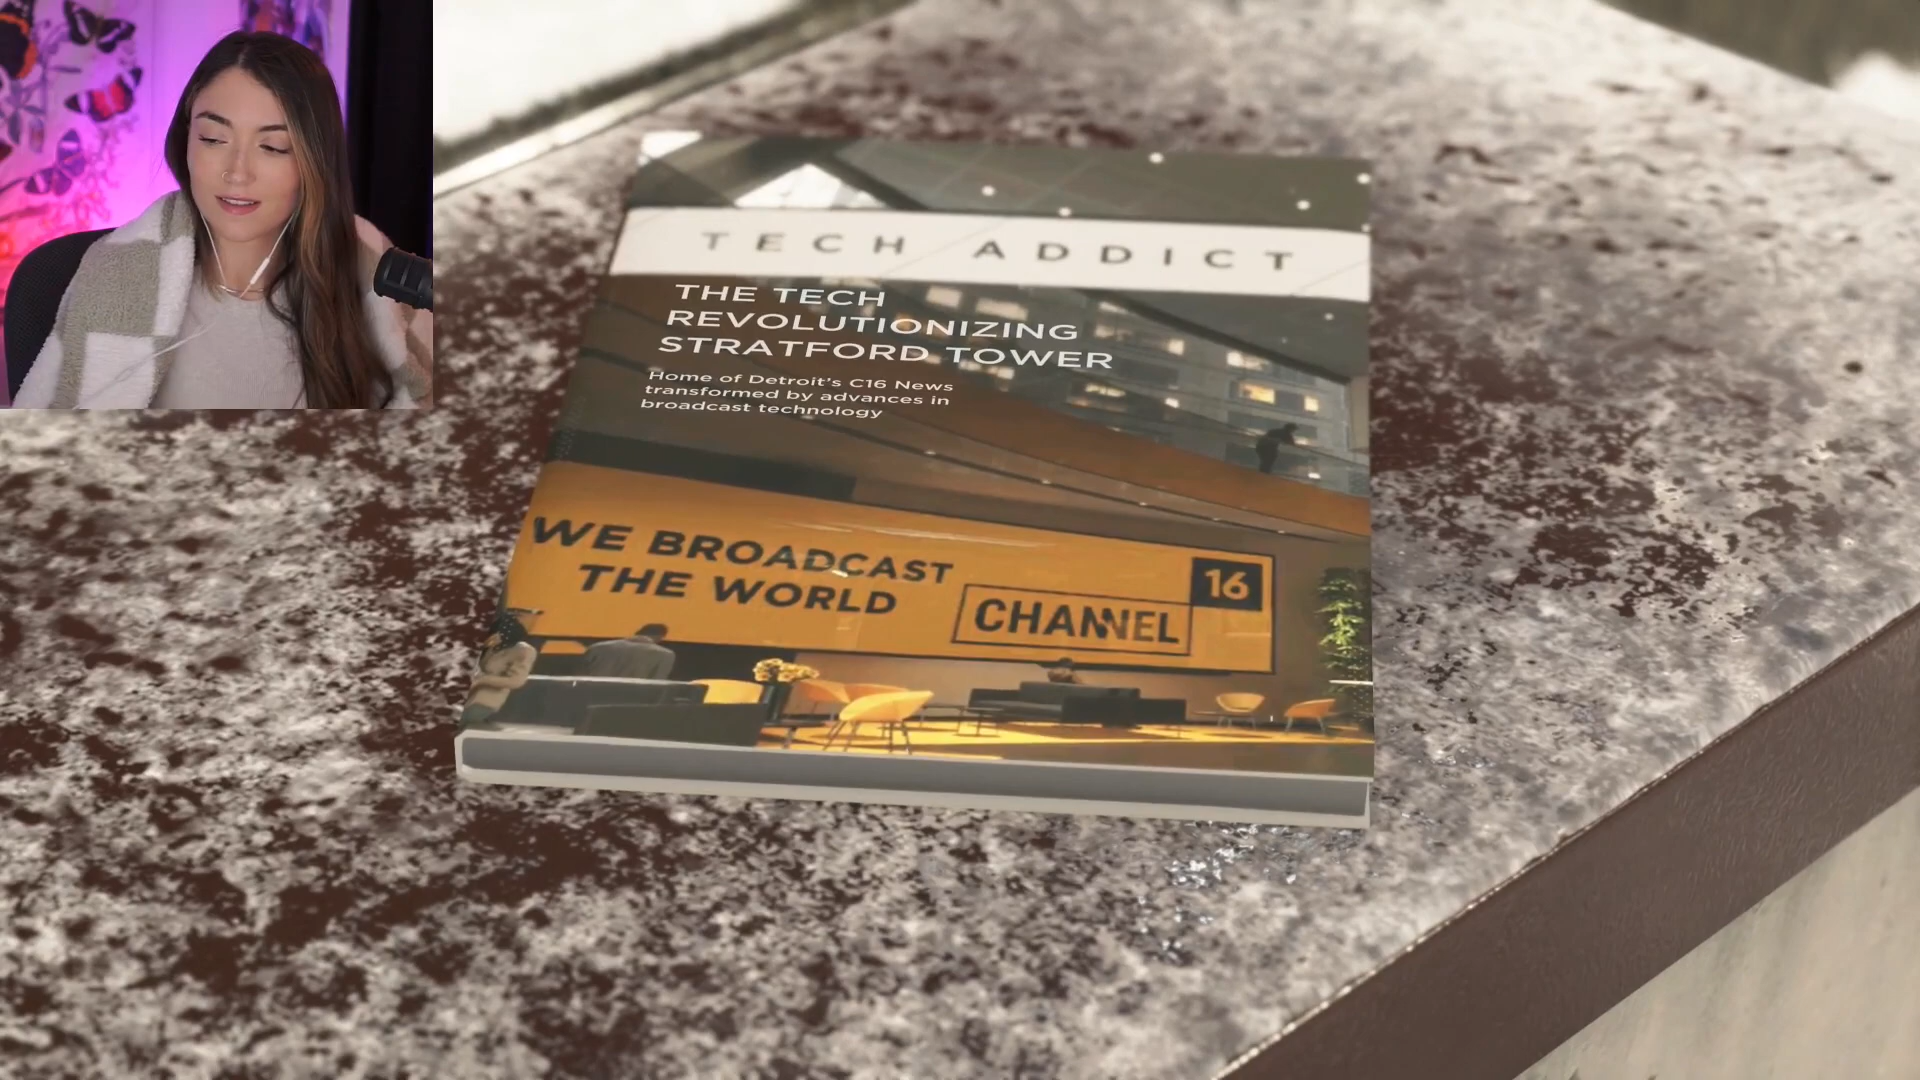 TECH ADDICT
THE TECH
REVOLUTIONIZING
STRATFORD TOWER
Home of Detroit's C16 News
transformed by advances in
broadcast technology
WE BROADCAST
THE WORLD
CHANNEL
16